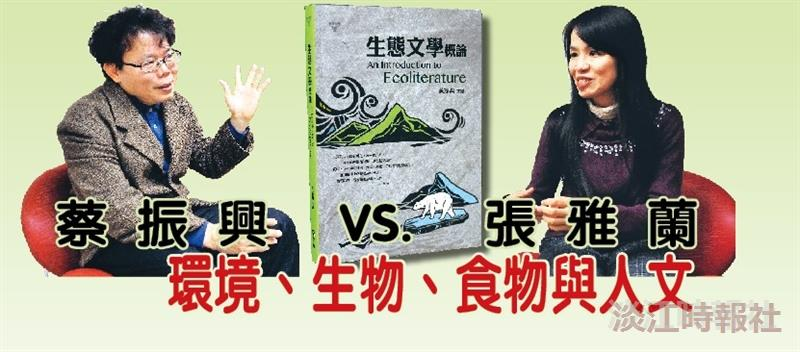 生態文學概論
An Introduction to
Ecoliterature
蔡振興 VS. 張雅蘭
環境、生物、食物與人文
淡江時報社